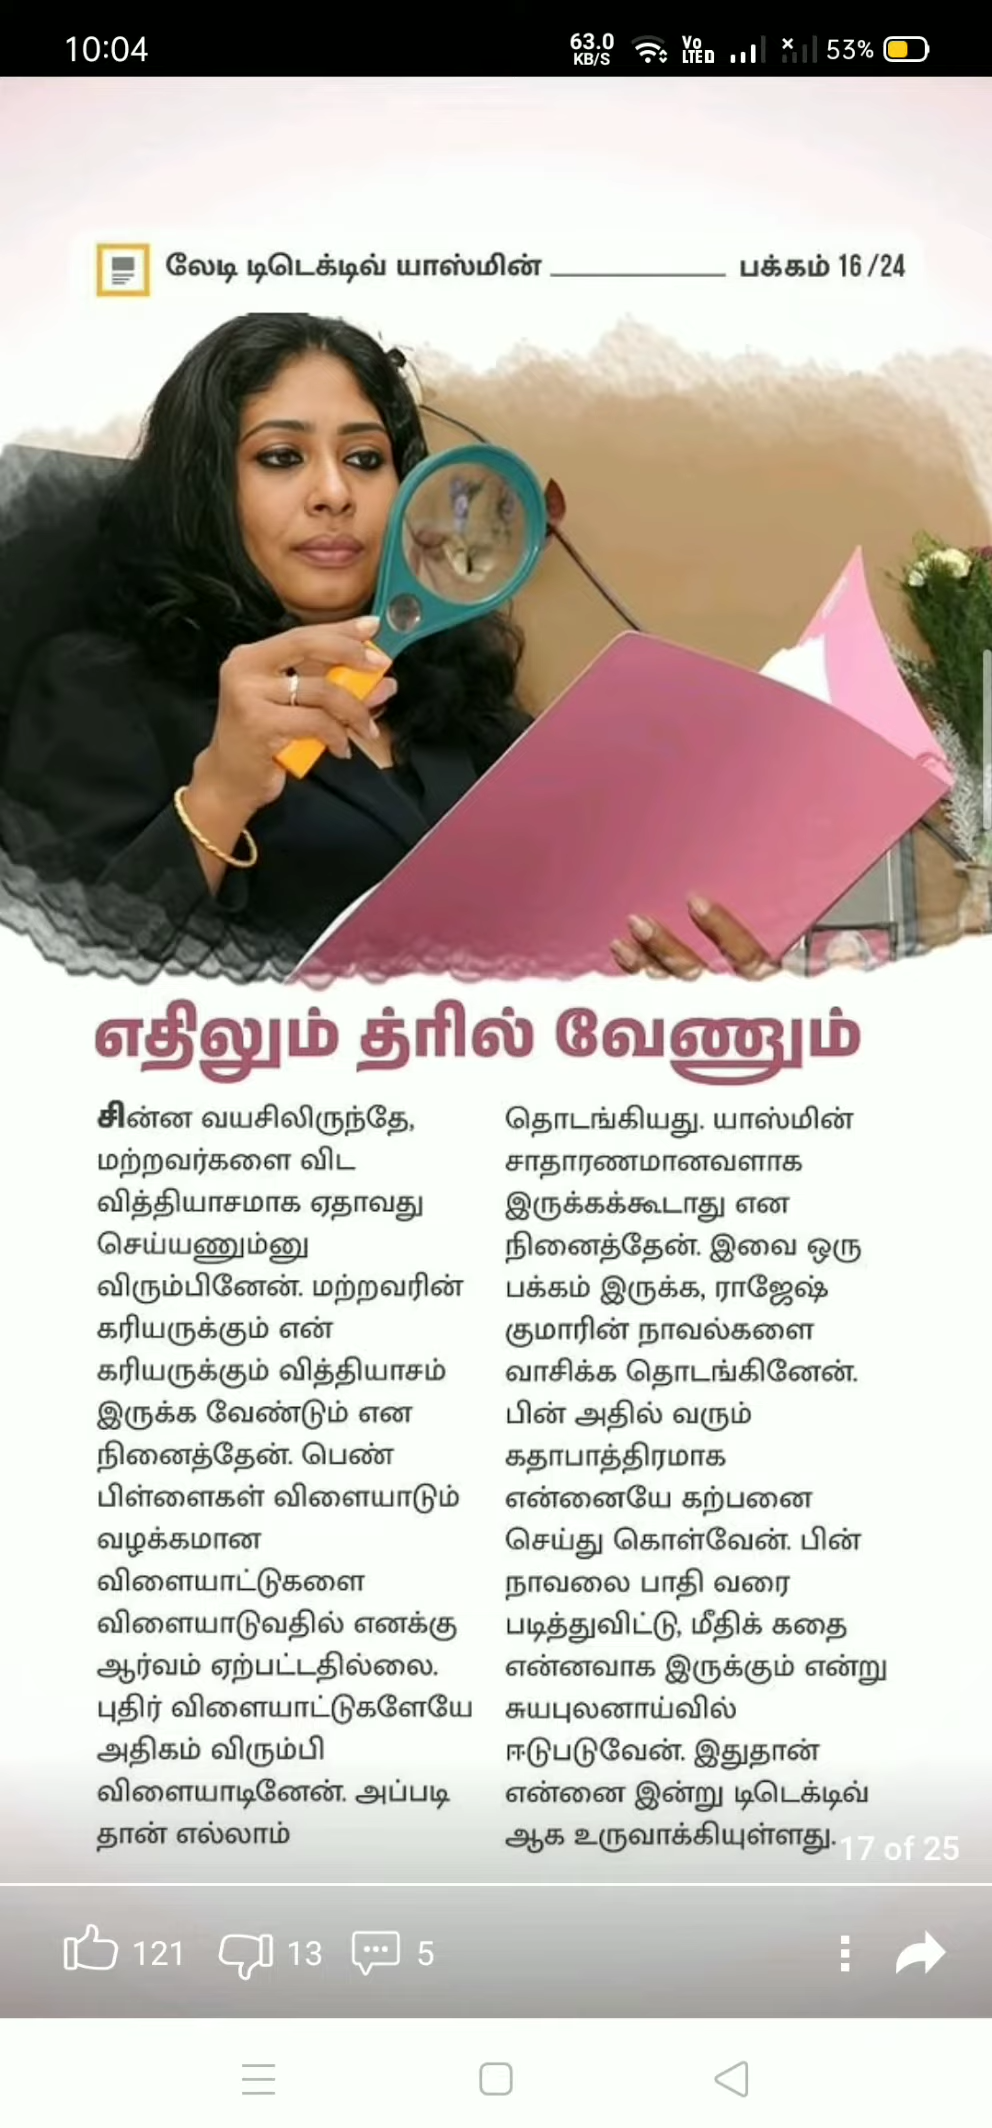 10:04
63.0
KB/S
Vo
LTED
53%
லேடி டிடெக்டிவ் யாஸ்மின்
பக்கம் 16 /24
எதிலும் த்ரில் வேணும்
சின்ன வயசிலிருந்தே,
மற்றவர்களை விட
வித்தியாசமாக ஏதாவது
செய்யணும்னு
விரும்பினேன். மற்றவரின்
கரியருக்கும் என்
கரியருக்கும் வித்தியாசம்
இருக்க வேண்டும் என
நினைத்தேன். பெண்
பிள்ளைகள் விளையாடும்
வழக்கமான
விளையாட்டுகளை
விளையாடுவதில் எனக்கு
ஆர்வம் ஏற்பட்டதில்லை.
புதிர் விளையாட்டுகளேயே
அதிகம் விரும்பி
விளையாடினேன். அப்படி
தான் எல்லாம்
தொடங்கியது. யாஸ்மின்
சாதாரணமானவளாக
இருக்கக்கூடாது என
நினைத்தேன். இவை ஒரு
பக்கம் இருக்க, ராஜேஷ்
குமாரின் நாவல்களை
வாசிக்க தொடங்கினேன்.
பின் அதில் வரும்
கதாபாத்திரமாக
என்னையே கற்பனை
செய்து கொள்வேன். பின்
நாவலை பாதி வரை
படித்துவிட்டு, மீதிக் கதை
என்னவாக இருக்கும் என்று
சுயபுலனாய்வில்
ஈடுபடுவேன். இதுதான்
என்னை இன்று டிடெக்டிவ்
ஆக உருவாக்கியுள்ளது.
17 of 25
121
13
5